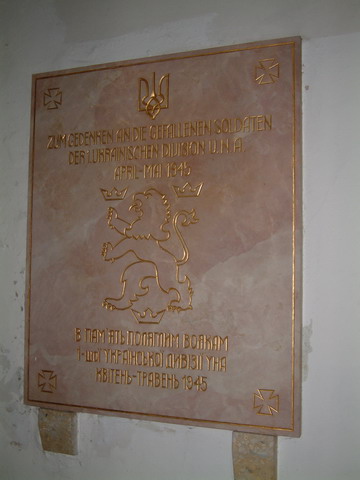 ZUM GEDENKEN AN DIE GEFALLENEN SOLDATEN
DER I.UKRAINISCHEN DIVISION U.N.A.
APRIL-MAI 1945
В ПАМ'ЯТЬ ПОЛЯГЛИМ ВОЯКАМ
1-ШОЇ УКРАЇНСЬКОЇ ДИВІЗІЇ УНА
КВІТЕНЬ-ТРАВЕНЬ 1945